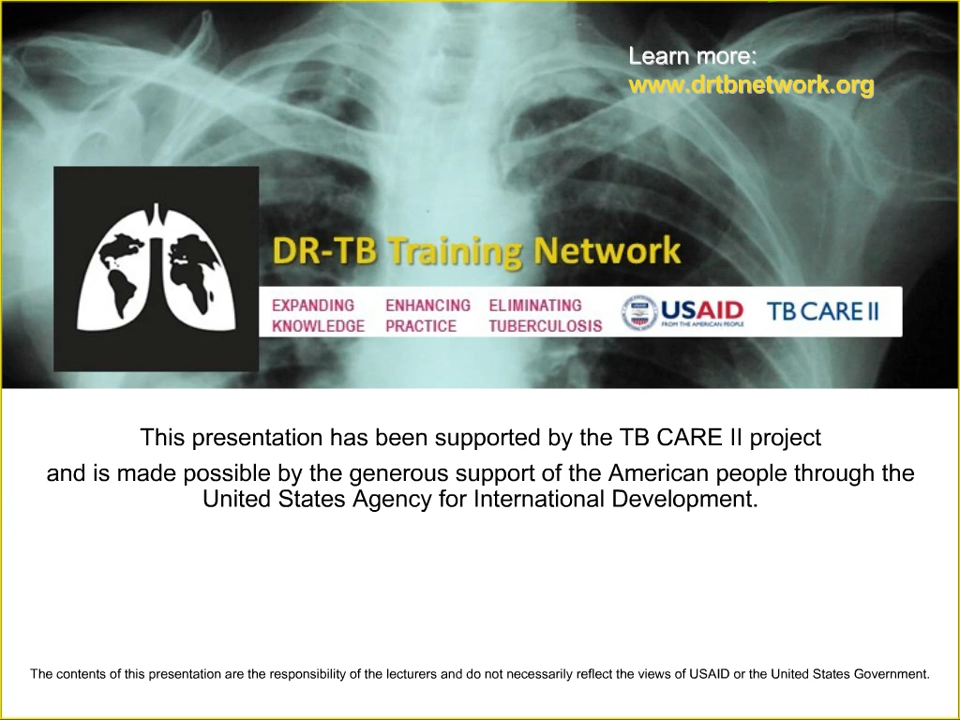 Learn more:
www.drtbnetwork.org
DR-TB Training Network
EXPANDING KNOWLEDGE
ENHANCING PRACTICE
ELIMINATING TUBERCULOSIS
USAID
FROM THE AMERICAN PEOPLE
TB CARE II
This presentation has been supported by the TB CARE II project
and is made possible by the generous support of the American people through the
United States Agency for International Development.
The contents of this presentation are the responsibility of the lecturers and do not necessarily reflect the views of USAID or the United States Government.